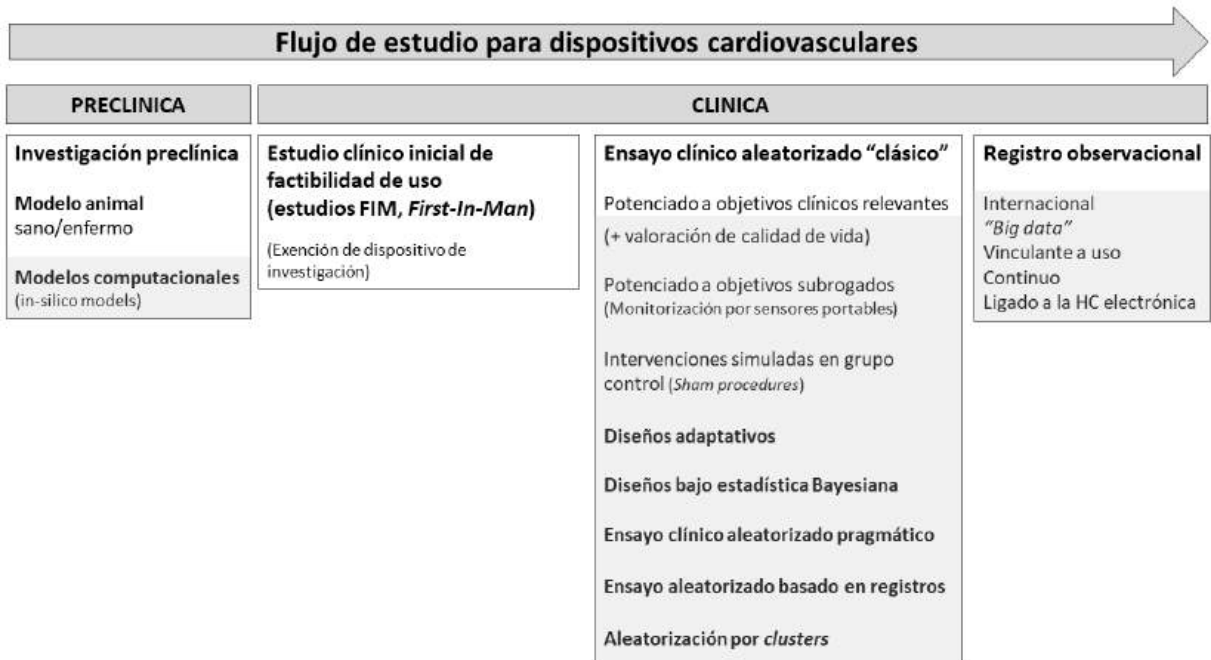 Flujo de estudio para dispositivos cardiovasculares
PRECLINICA
CLINICA
Investigación preclínica
Modelo animal
sano/enfermo
Modelos computacionales
(in-silico models)
Estudio clínico inicial de
factibilidad de uso
(estudios FIM, First-In-Man)
(Exención de dispositivo de
investigación)
Ensayo clínico aleatorizado “clásico”
Potenciado a objetivos clínicos relevantes
(+ valoración de calidad de vida)
Potenciado a objetivos subrogados
(Monitorización por sensores portables)
Intervenciones simuladas en grupo
control (Sham procedures)
Diseños adaptativos
Diseños bajo estadística Bayesiana
Ensayo clínico aleatorizado pragmático
Ensayo aleatorizado basado en registros
Aleatorización por clusters
Registro observacional
Internacional
“Big data”
Vinculante a uso
Continuo
Ligado a la HC electrónica